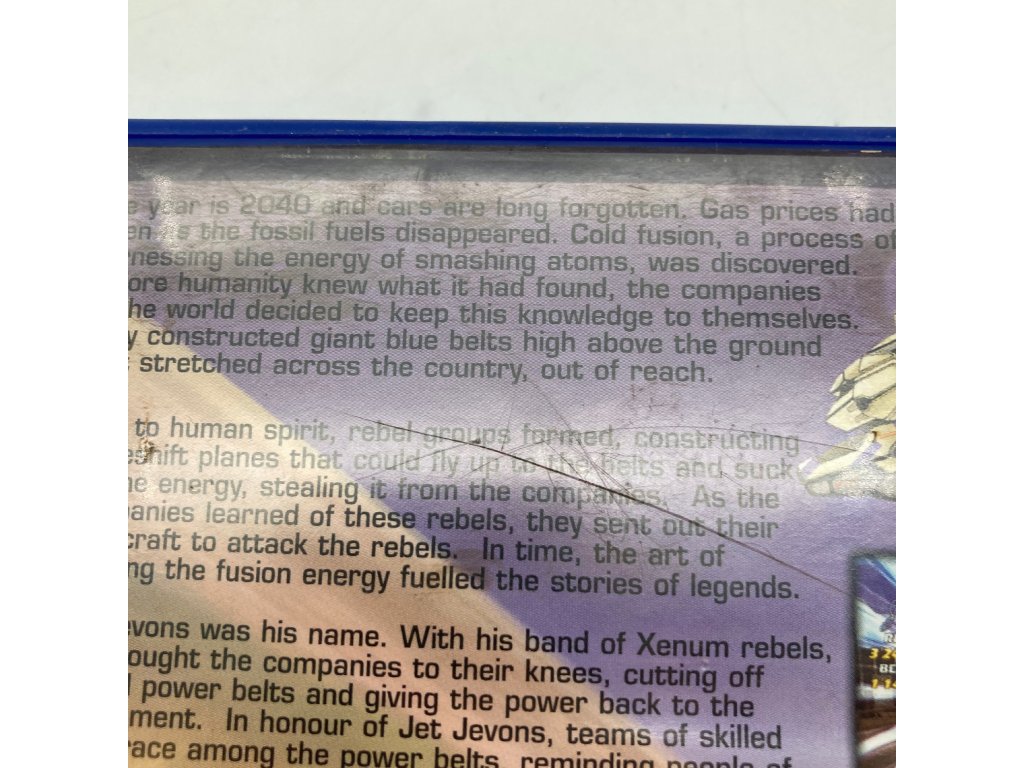 e year is 2040 and cars are long forgotten. Gas prices had
en as the fossil fuels disappeared. Cold fusion, a process of
nessing the energy of smashing atoms, was discovered.
ore humanity knew what it had found, the companies
he world decided to keep this knowledge to themselves.
y constructed giant blue belts high above the ground
t stretched across the country, out of reach.
to human spirit, rebel groups formed, constructing
eshift planes that could fly up to the belts and suck
ne energy, stealing it from the companies. As the
panies learned of these rebels, they sent out their
craft to attack the rebels. In time, the art of
ng the fusion energy fuelled the stories of legends.
evons was his name. With his band of Xenum rebels,
ought the companies to their knees, cutting off
l power belts and giving the power back to the
nment. In honour of Jet Jevons, teams of skilled
race among the power belts, reminding people of